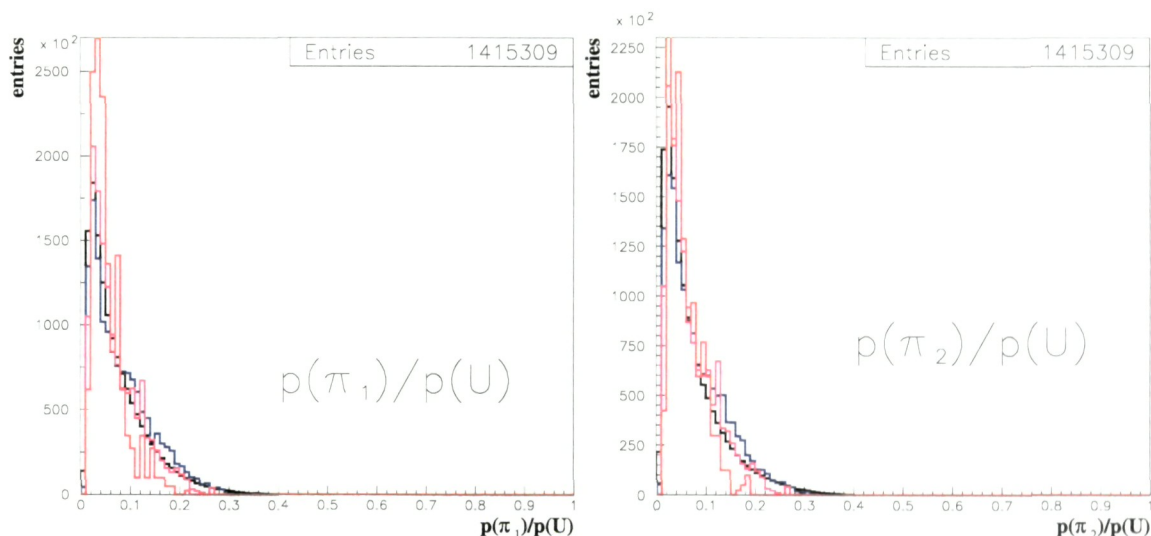 × 10²
entries
Entries 1415309
2500
2000
1500
1000
500
0
p(π₁)/p(U)
0 0.1 0.2 0.3 0.4 0.5 0.6 0.7 0.8 0.9 1
p(π₁)/p(U)
× 10²
entries
Entries 1415309
2250
2000
1750
1500
1250
1000
750
500
250
0
p(π₂)/p(U)
0 0.1 0.2 0.3 0.4 0.5 0.6 0.7 0.8 0.9 1
p(π₂)/p(U)